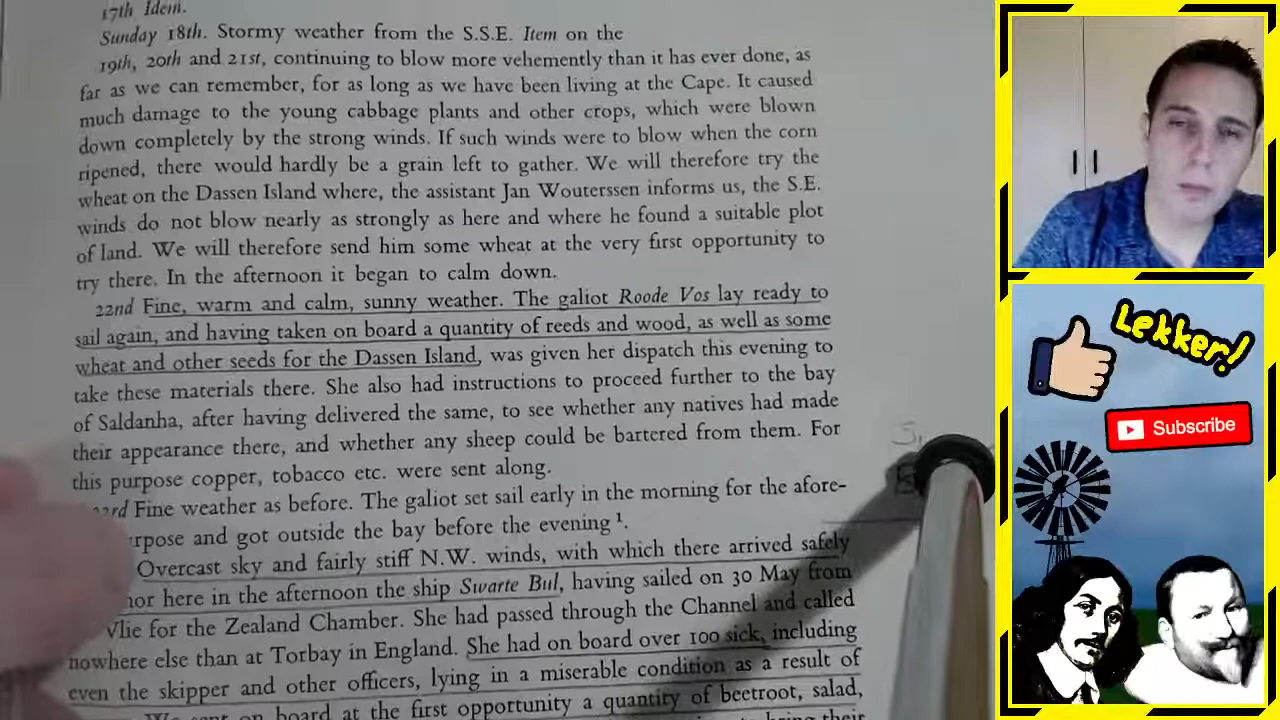 17th Idem.
Sunday 18th. Stormy weather from the S.S.E. Item on the
19th, 20th and 21st, continuing to blow more vehemently than it has ever done, as
far as we can remember, for as long as we have been living at the Cape. It caused
much damage to the young cabbage plants and other crops, which were blown
down completely by the strong winds. If such winds were to blow when the corn
ripened, there would hardly be a grain left to gather. We will therefore try the
wheat on the Dassen Island where, the assistant Jan Wouterssen informs us, the S.E.
winds do not blow nearly as strongly as here and where he found a suitable plot
of land. We will therefore send him some wheat at the very first opportunity to
try there. In the afternoon it began to calm down.
22nd Fine, warm and calm, sunny weather. The galiot Roode Vos lay ready to
sail again, and having taken on board a quantity of reeds and wood, as well as some
wheat and other seeds for the Dassen Island, was given her dispatch this evening to
take these materials there. She also had instructions to proceed further to the bay
of Saldanha, after having delivered the same, to see whether any natives had made
their appearance there, and whether any sheep could be bartered from them. For
this purpose copper, tobacco etc. were sent along.
rd Fine weather as before. The galiot set sail early in the morning for the afore-
rpose and got outside the bay before the evening ¹.
Overcast sky and fairly stiff N.W. winds, with which there arrived safely
hor here in the afternoon the ship Swarte Bul, having sailed on 30 May from
Vlie for the Zealand Chamber. She had passed through the Channel and called
nowhere else than at Torbay in England. She had on board over 100 sick, including
even the skipper and other officers, lying in a miserable condition as a result of
We sent on board at the first opportunity a quantity of beetroot, salad,
to bring their
Lekker!
Subscribe